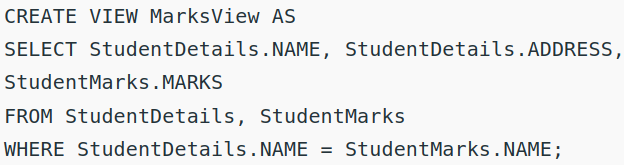 CREATE VIEW MarksView AS
SELECT StudentDetails.NAME, StudentDetails.ADDRESS,
StudentMarks.MARKS
FROM StudentDetails, StudentMarks
WHERE StudentDetails.NAME = StudentMarks.NAME;